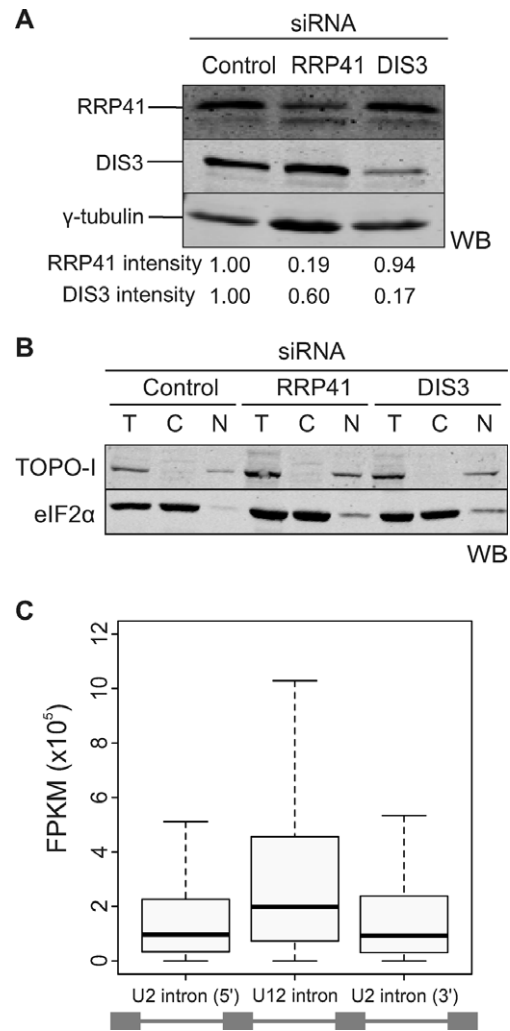 A
siRNA
Control RRP41 DIS3
RRP41
DIS3
γ-tubulin
WB
RRP41 intensity 1.00 0.19 0.94
DIS3 intensity 1.00 0.60 0.17
B
siRNA
Control RRP41 DIS3
T C N T C N T C N
TOPO-I
eIF2α
WB
C
FPKM (x10⁵)
12
10
8
6
4
2
0
U2 intron (5') U12 intron U2 intron (3')